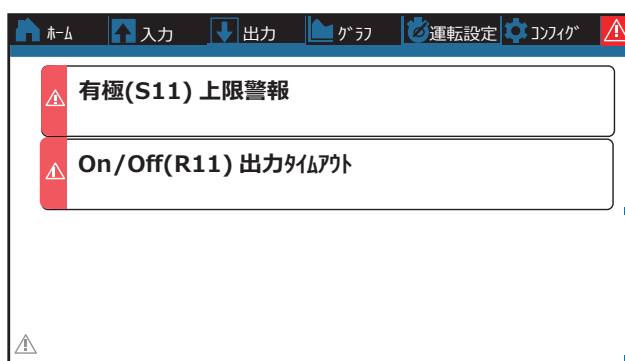 ﾎｰﾑ 入力 出力 ｸﾞﾗﾌ 運転設定 ｺﾝﾌｨｸﾞ
有極(S11) 上限警報
On/Off(R11) 出力ﾀｲﾑｱｳﾄ